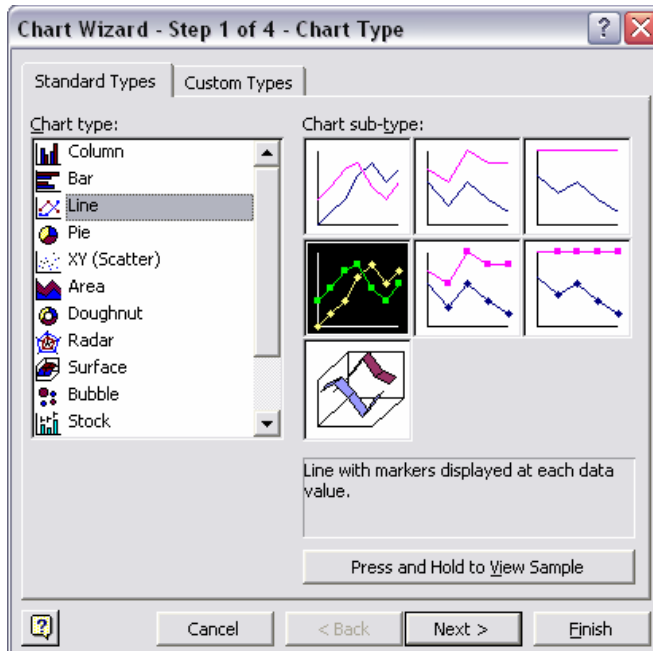 Chart Wizard - Step 1 of 4 - Chart Type
Standard Types
Custom Types
Chart type:
Column
Bar
Line
Pie
XY (Scatter)
Area
Doughnut
Radar
Surface
Bubble
Stock
Chart sub-type:
Line with markers displayed at each data
value.
Press and Hold to View Sample
Cancel
< Back
Next >
Finish